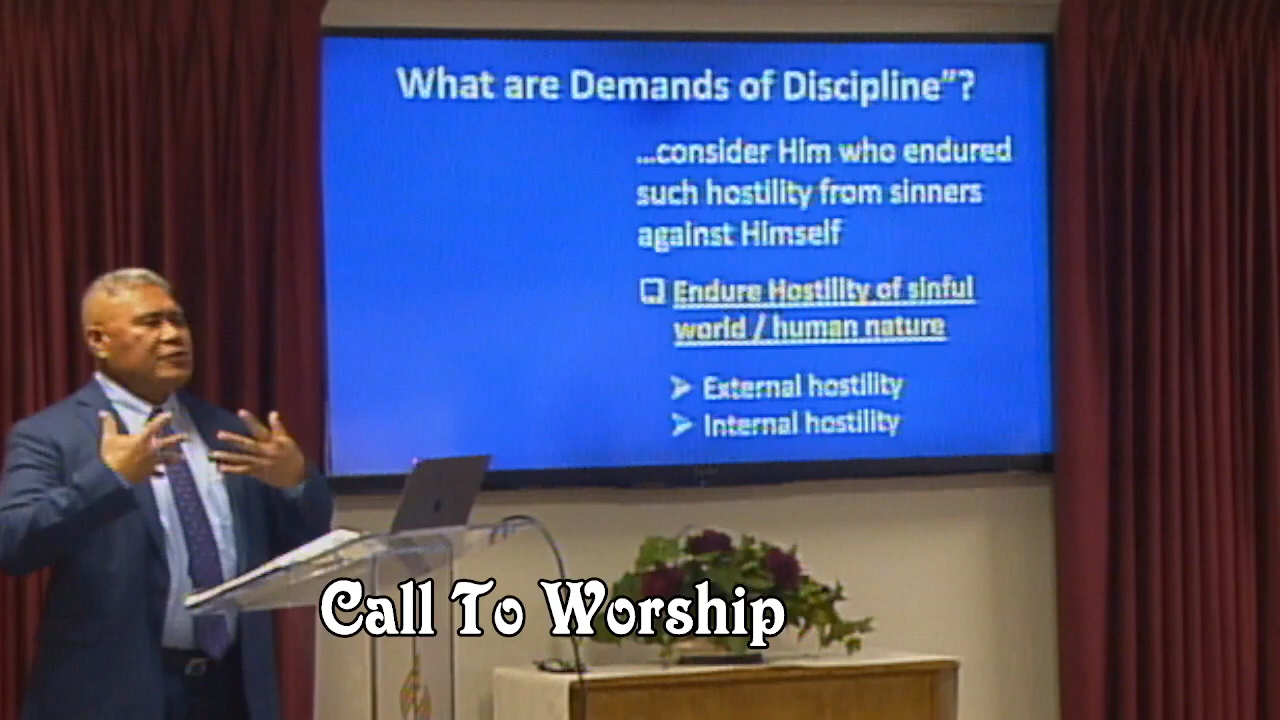 What are Demands of Discipline"?
...consider Him who endured
such hostility from sinners
against Himself
❑ Endure Hostility of sinful
world / human nature
➢ External hostility
➢ Internal hostility
Call To Worship